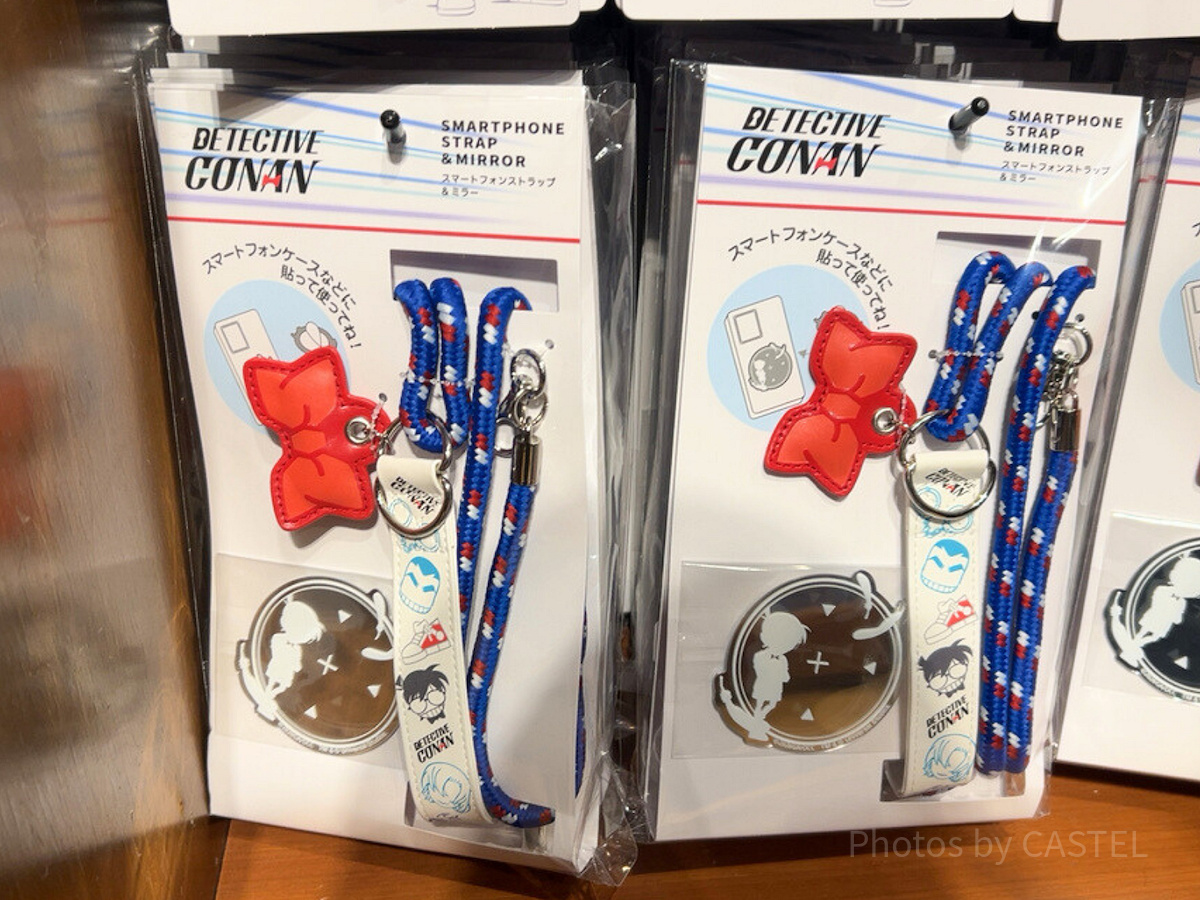 DETECTIVE
CONAN
SMARTPHONE
STRAP
&MIRROR
スマートフォンストラップ
&ミラー
スマートフォンケースなどに
貼って使ってね!
DETECTIVE
CONAN
DETECTIVE
CONAN
DETECTIVE
CONAN
SMARTPHONE
STRAP
&MIRROR
スマートフォンストラップ
&ミラー
スマートフォンケースなどに
貼って使ってね!
DETECTIVE
CONAN
DETECTIVE
CONAN
Photos by CASTEL